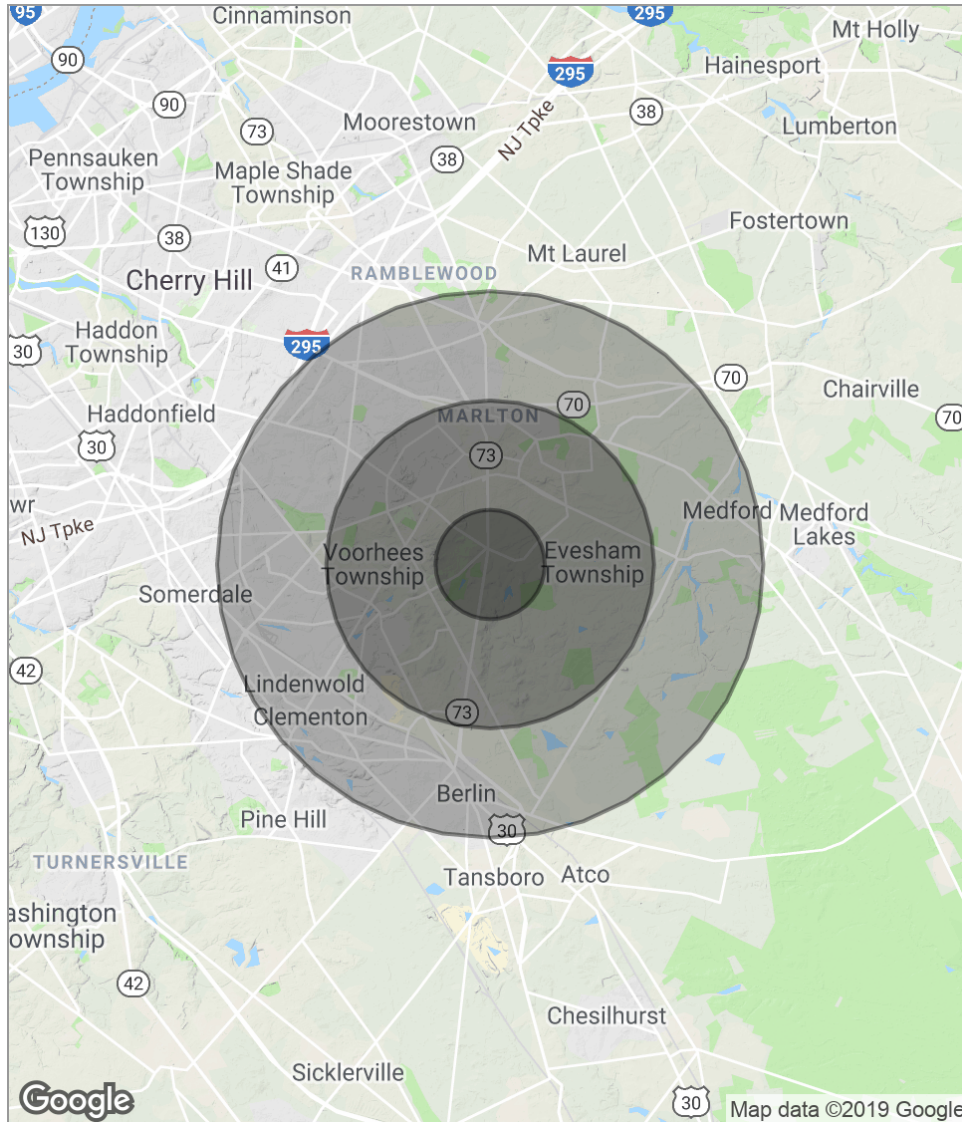 95
Cinnaminson
295
Mt Holly
90
Hainesport
295
90
38
73
Moorestown
Lumberton
NJ Tpke
38
Pennsauken
Township
Maple Shade
Township
130
38
Fostertown
Mt Laurel
41
RAMBLEWOOD
Cherry Hill
Haddon
Township
30
295
70
Chairville
70
Haddonfield
MARLTON
70
30
73
wr
NJ Tpke
Medford
Medford
Lakes
Voorhees
Township
Evesham
Township
Somerdale
42
Lindenwold
Clementon
73
Berlin
Pine Hill
30
TURNERSVILLE
Tansboro
Atco
ashington
ownship
42
Chesilhurst
Sicklerville
Google
30
Map data ©2019 Google